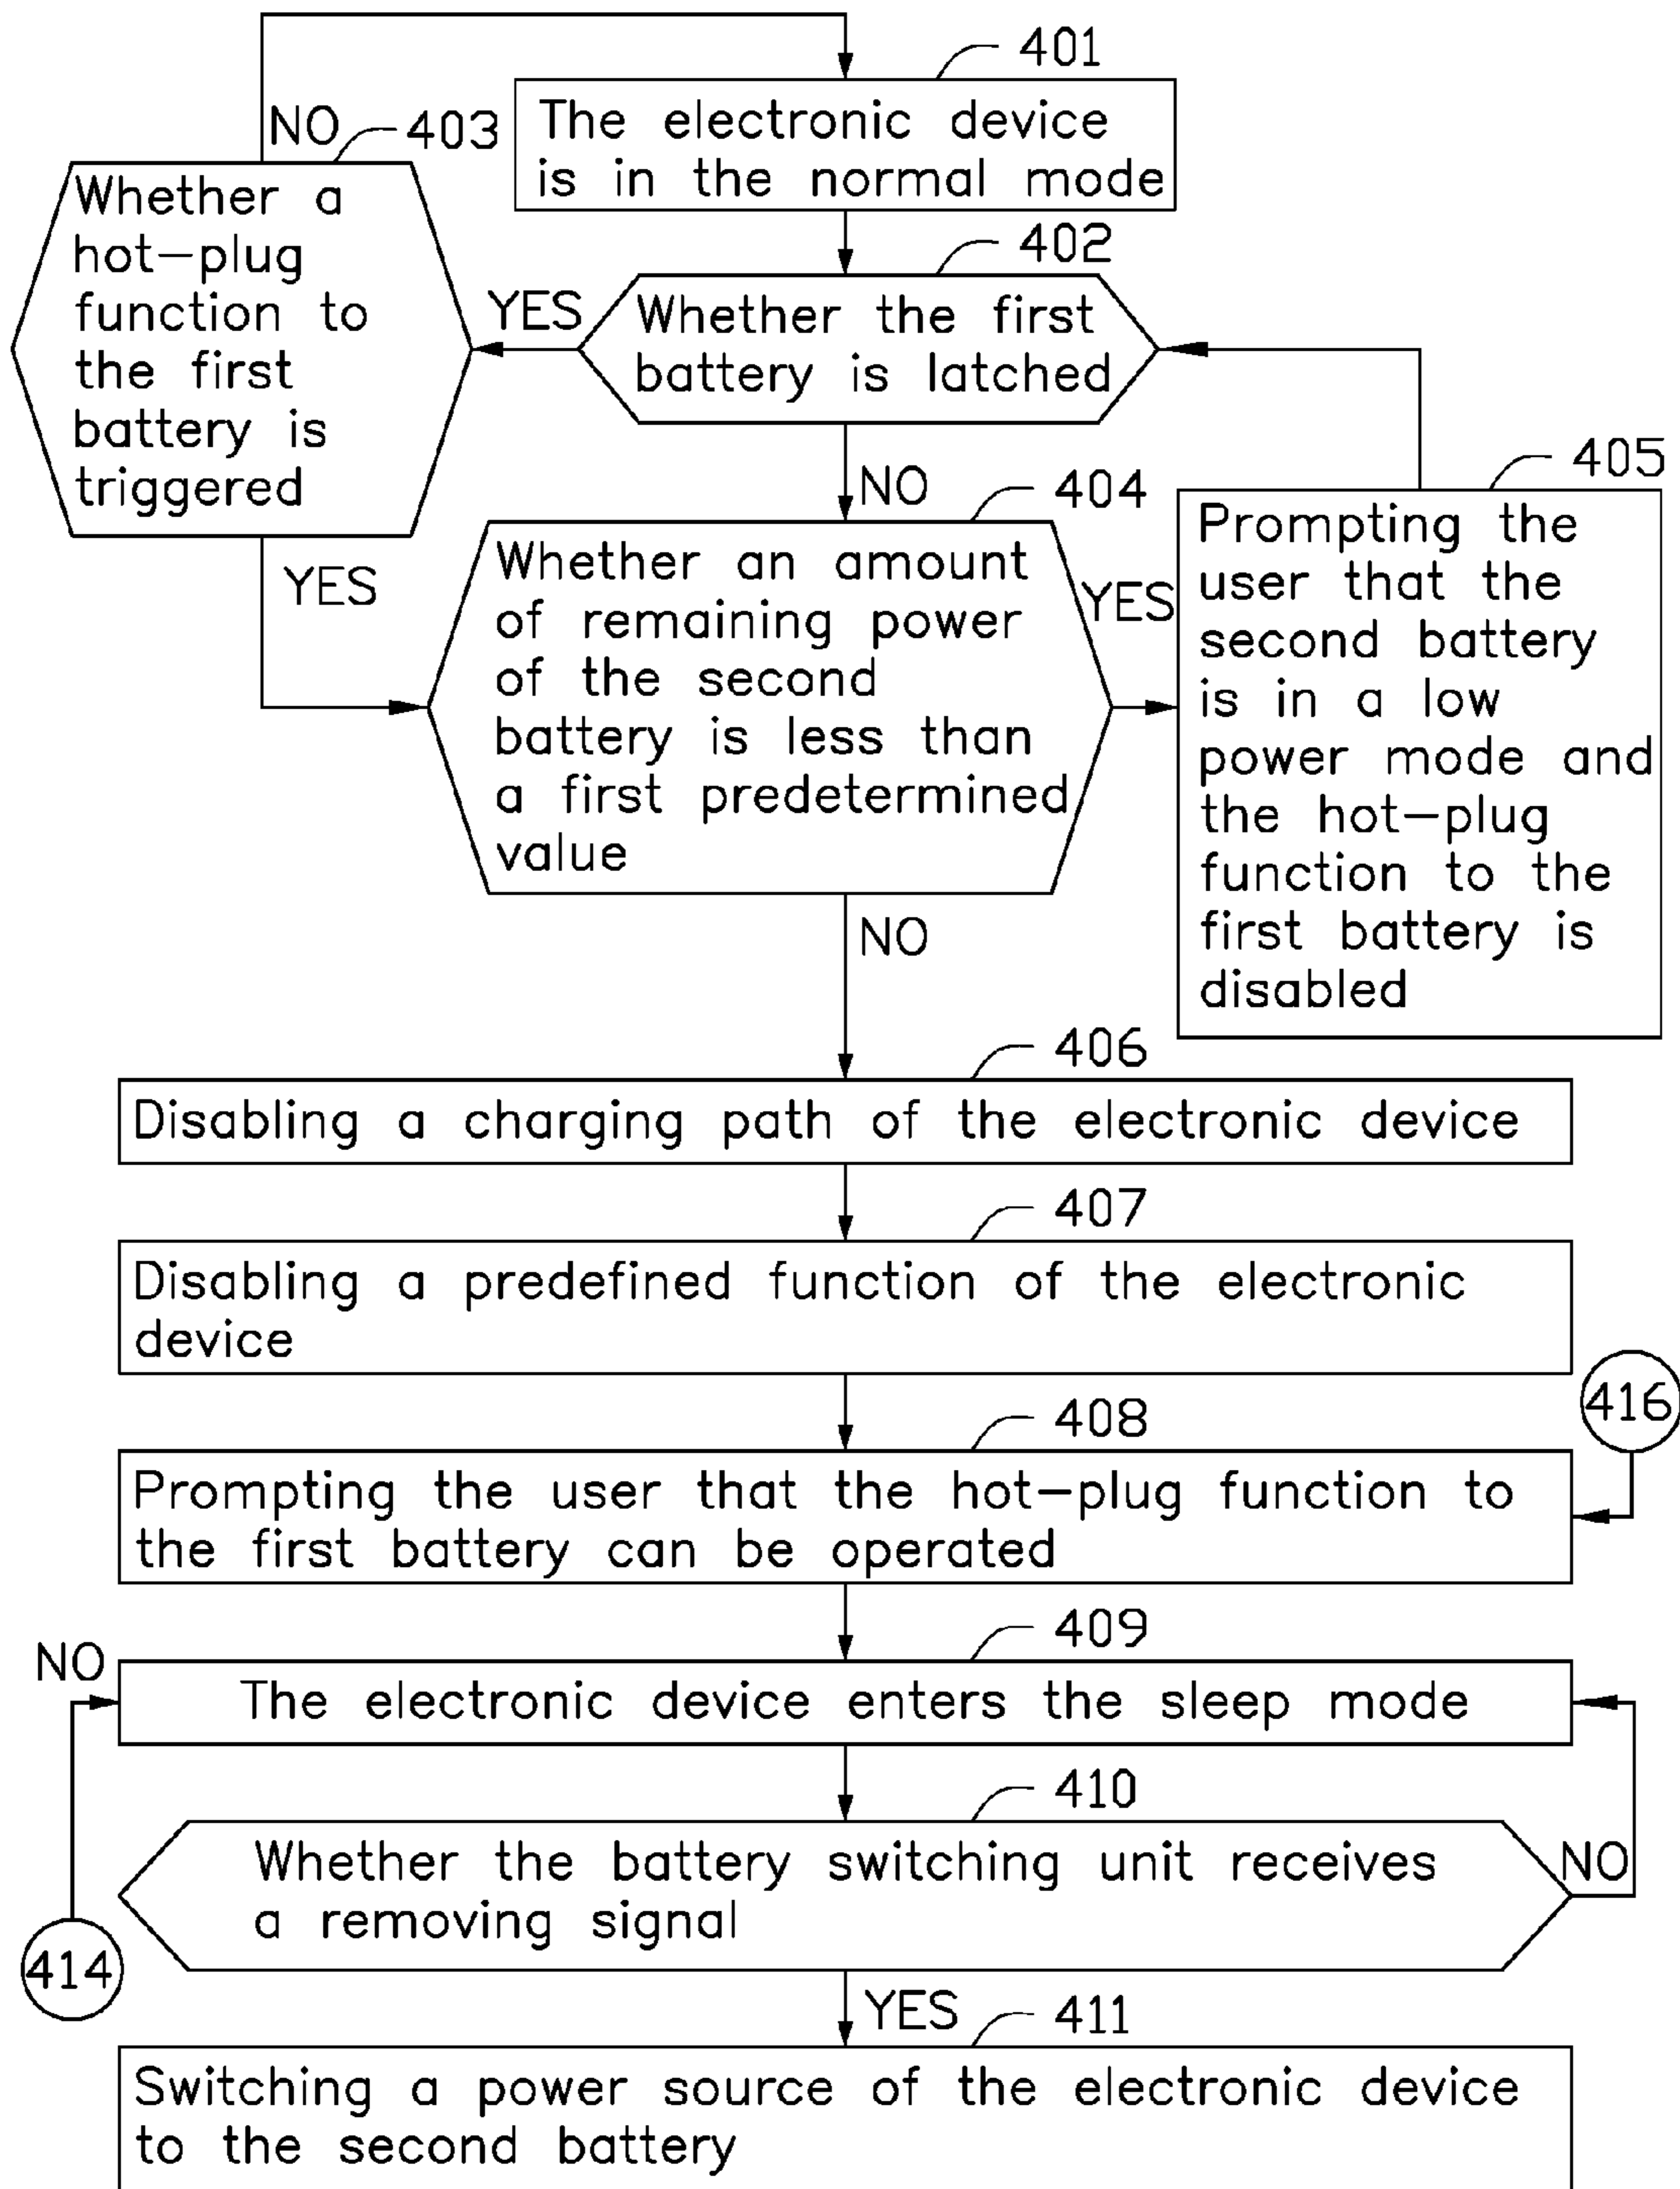 401
The electronic device
is in the normal mode
NO
403
Whether a
hot-plug
function to
the first
battery is
triggered
YES
402
Whether the first
battery is latched
YES
NO
404
Whether an amount
of remaining power
of the second
battery is less than
a first predetermined
value
YES
405
Prompting the
user that the
second battery
is in a low
power mode and
the hot-plug
function to the
first battery is
disabled
NO
406
Disabling a charging path of the electronic device
407
Disabling a predefined function of the electronic
device
416
408
Prompting the user that the hot-plug function to
the first battery can be operated
409
NO
The electronic device enters the sleep mode
410
Whether the battery switching unit receives
a removing signal
NO
414
YES
411
Switching a power source of the electronic device
to the second battery